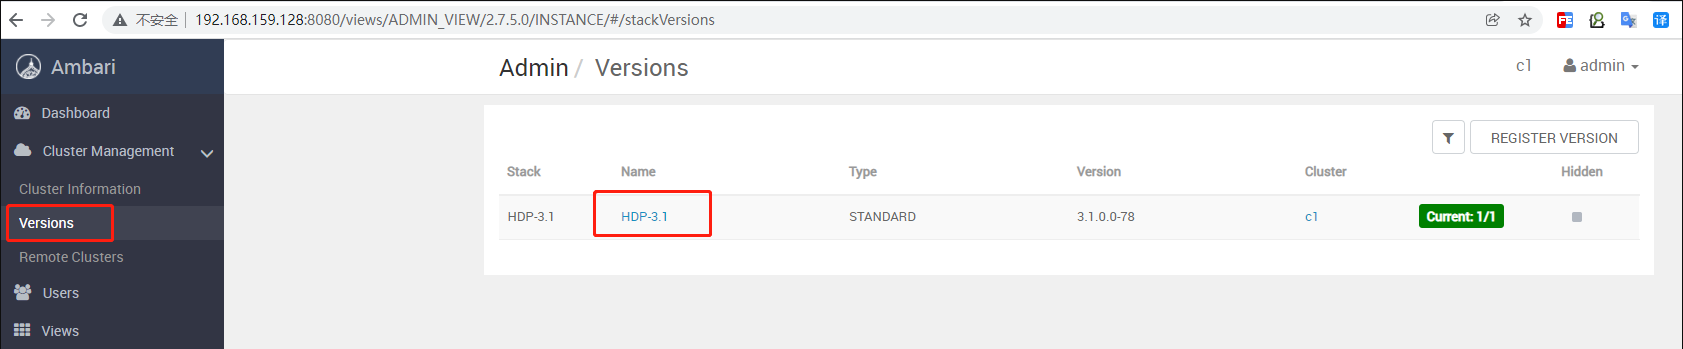 不安全 192.168.159.128:8080/views/ADMIN_VIEW/2.7.5.0/INSTANCE/#/stackVersions
FE
G
译
Ambari
Admin / Versions
c1
admin
Dashboard
Cluster Management
REGISTER VERSION
Stack Name Type Version Cluster Hidden
Cluster Information
HDP-3.1 HDP-3.1 STANDARD 3.1.0.0-78 c1 Current: 1/1
Versions
Remote Clusters
Users
Views